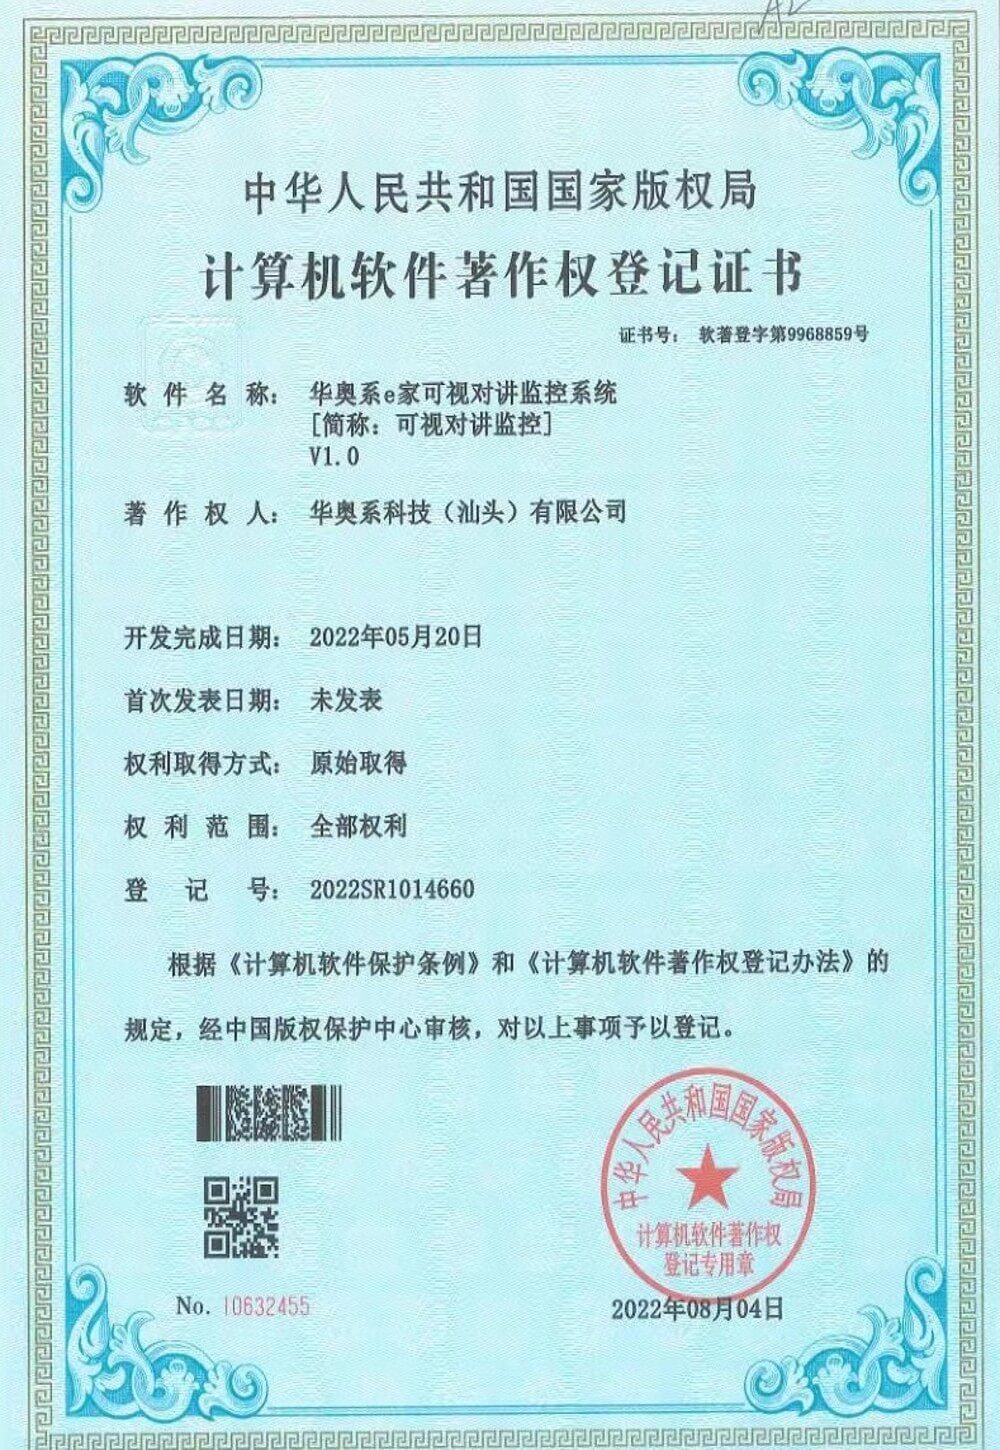 中华人民共和国国家版权局
计算机软件著作权登记证书
证书号： 软著登字第9968859号
软件名称： 华奥系e家可视对讲监控系统
[简称：可视对讲监控]
V1.0
著作权人： 华奥系科技（汕头）有限公司
开发完成日期： 2022年05月20日
首次发表日期： 未发表
权利取得方式： 原始取得
权利范围： 全部权利
登记号： 2022SR1014660
根据《计算机软件保护条例》和《计算机软件著作权登记办法》的
规定，经中国版权保护中心审核，对以上事项予以登记。
中华人民共和国国家版权局
计算机软件著作权
登记专用章
No. 10632455
2022年08月04日